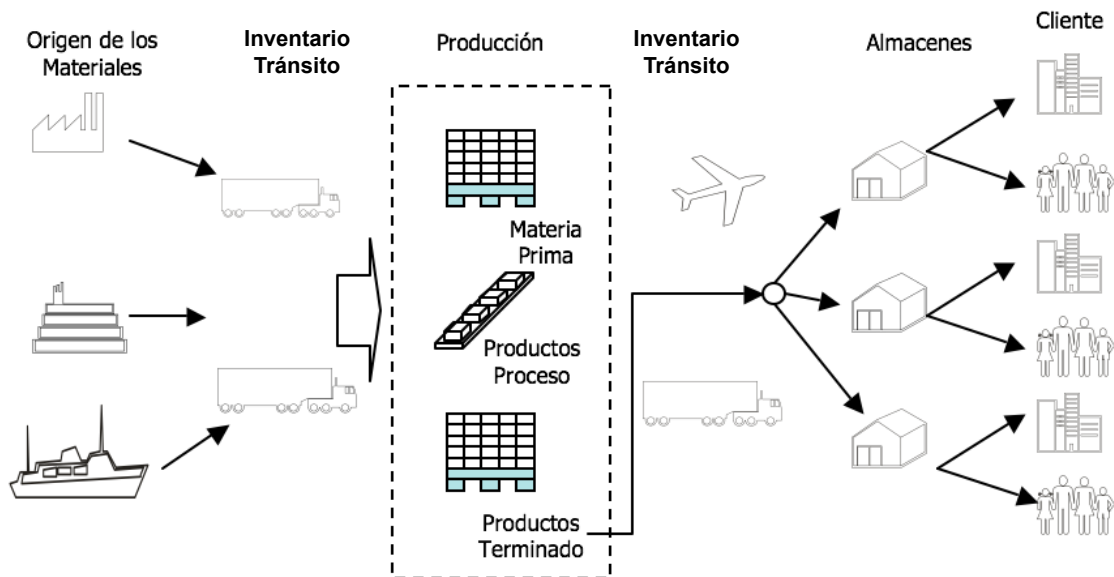 Origen de los
Materiales
Inventario
Tránsito
Producción
Inventario
Tránsito
Almacenes
Cliente
Materia
Prima
Productos
Proceso
Productos
Terminado